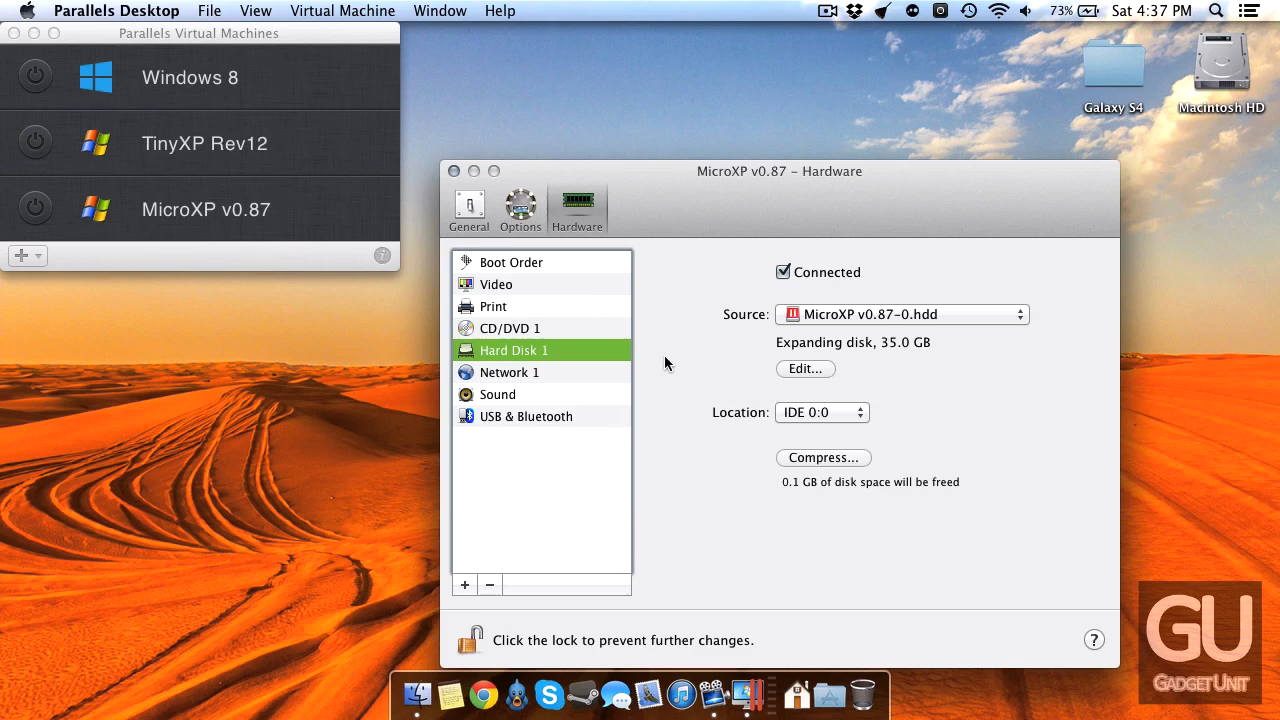 Parallels Desktop File View Virtual Machine Window Help 73% Sat 4:37 PM
Parallels Virtual Machines
Windows 8
TinyXP Rev12
MicroXP v0.87
Galaxy S4
Macintosh HD
MicroXP v0.87 – Hardware
General Options Hardware
Boot Order
Video
Print
CD/DVD 1
Hard Disk 1
Network 1
Sound
USB & Bluetooth
Connected
Source: MicroXP v0.87-0.hdd
Expanding disk, 35.0 GB
Edit...
Location: IDE 0:0
Compress...
0.1 GB of disk space will be freed
Click the lock to prevent further changes.
GU
GADGETUNIT